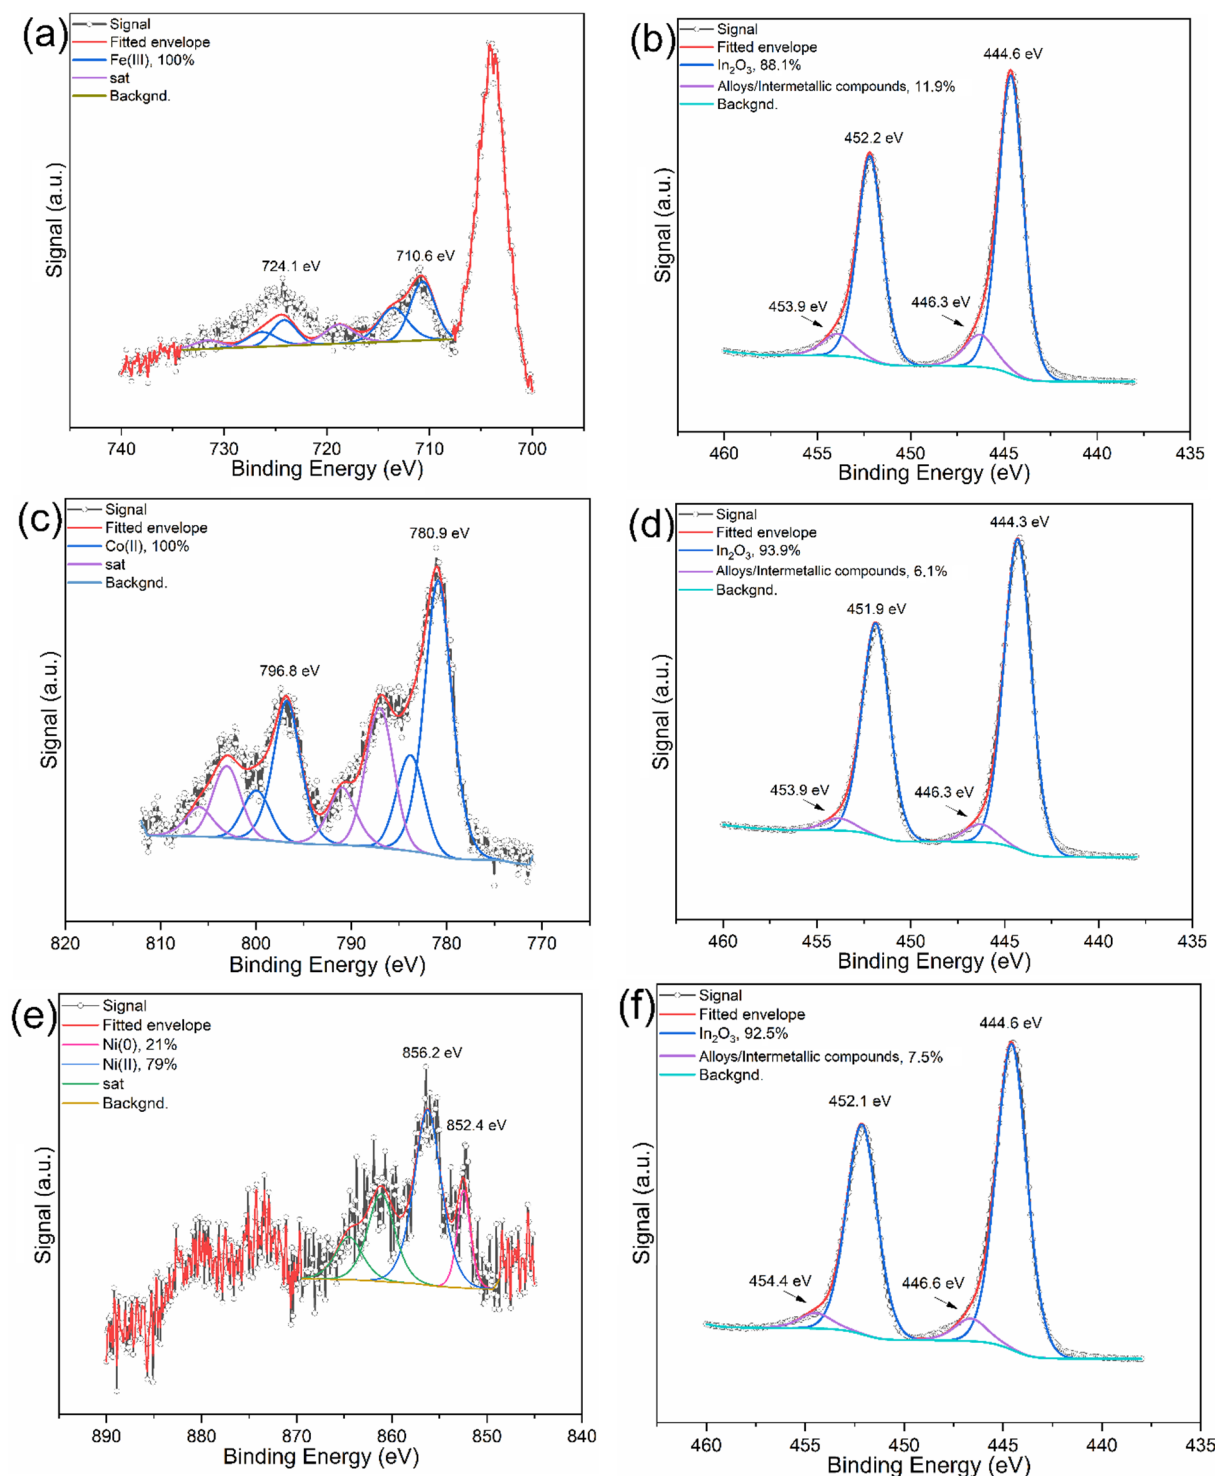 (a)
Signal
Fitted envelope
Fe(III), 100%
sat
Backgnd.
724.1 eV
710.6 eV
Signal (a.u.)
740 730 720 710 700
Binding Energy (eV)
(b)
Signal
Fitted envelope
In₂O₃, 88.1%
Alloys/Intermetallic compounds, 11.9%
Backgnd.
444.6 eV
452.2 eV
453.9 eV
446.3 eV
Signal (a.u.)
460 455 450 445 440 435
Binding Energy (eV)
(c)
Signal
Fitted envelope
Co(II), 100%
sat
Backgnd.
780.9 eV
796.8 eV
Signal (a.u.)
820 810 800 790 780 770
Binding Energy (eV)
(d)
Signal
Fitted envelope
In₂O₃, 93.9%
Alloys/Intermetallic compounds, 6.1%
Backgnd.
444.3 eV
451.9 eV
453.9 eV
446.3 eV
Signal (a.u.)
460 455 450 445 440 435
Binding Energy (eV)
(e)
Signal
Fitted envelope
Ni(0), 21%
Ni(II), 79%
sat
Backgnd.
856.2 eV
852.4 eV
Signal (a.u.)
890 880 870 860 850 840
Binding Energy (eV)
(f)
Signal
Fitted envelope
In₂O₃, 92.5%
Alloys/Intermetallic compounds, 7.5%
Backgnd.
444.6 eV
452.1 eV
454.4 eV
446.6 eV
Signal (a.u.)
460 455 450 445 440 435
Binding Energy (eV)